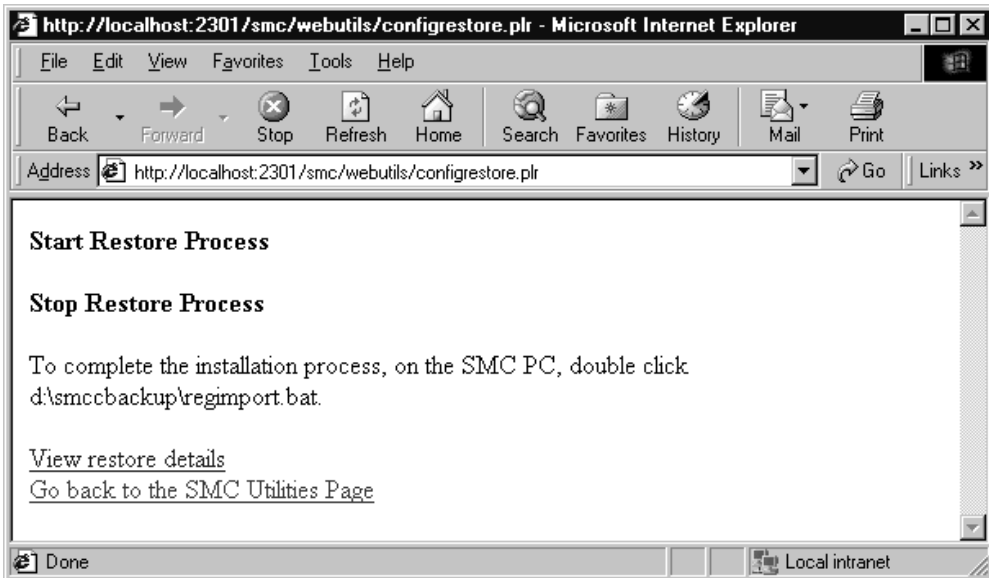 http://localhost:2301/smc/webutils/configrestore.plr - Microsoft Internet Explorer
File Edit View Favorites Tools Help
Back Forward Stop Refresh Home Search Favorites History Mail Print
Address http://localhost:2301/smc/webutils/configrestore.plr Go Links »
Start Restore Process
Stop Restore Process
To complete the installation process, on the SMC PC, double click
d:\smccbackup\regimport.bat.
View restore details
Go back to the SMC Utilities Page
Done Local intranet